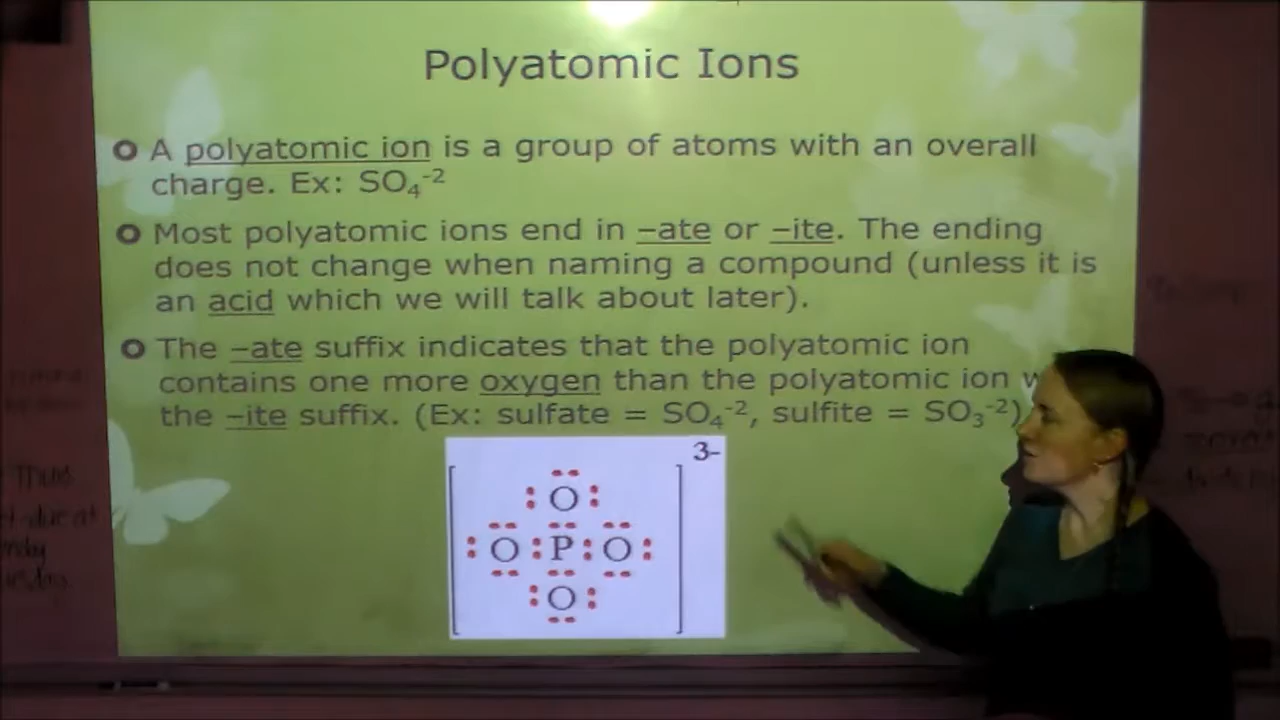 Polyatomic Ions
A polyatomic ion is a group of atoms with an overall
charge. Ex: SO₄⁻²
Most polyatomic ions end in –ate or –ite. The ending
does not change when naming a compound (unless it is
an acid which we will talk about later).
The –ate suffix indicates that the polyatomic ion
contains one more oxygen than the polyatomic ion
the –ite suffix. (Ex: sulfate = SO₄⁻², sulfite = SO₃⁻²)
3-
O
O P O
O